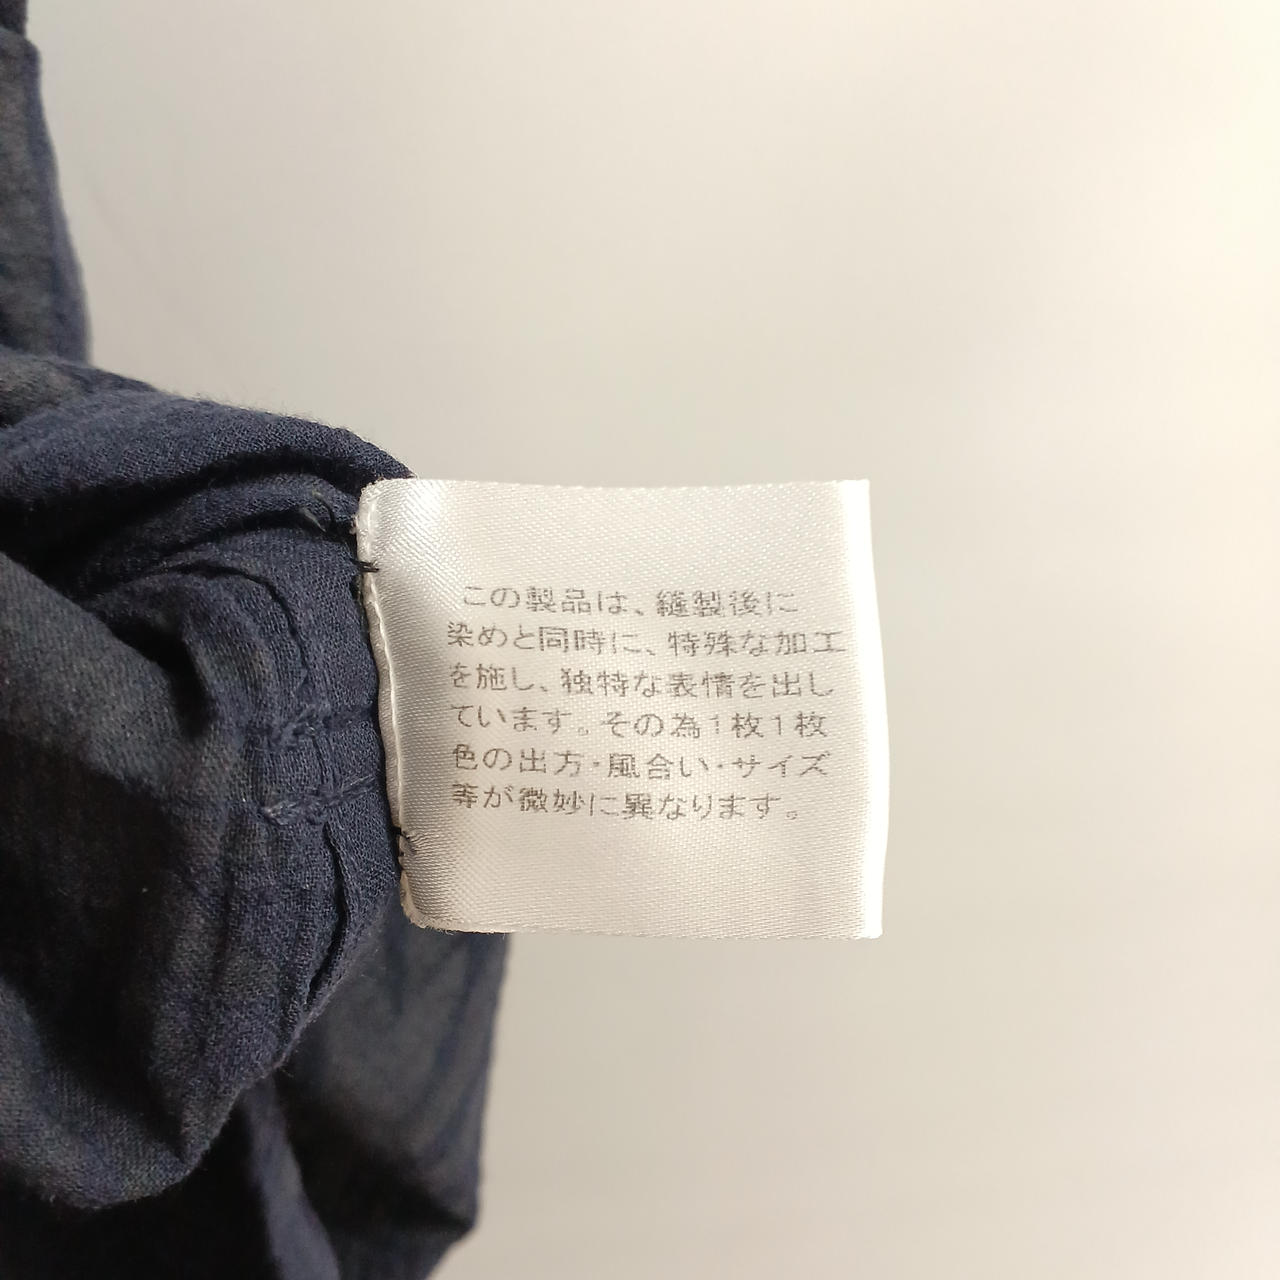 この製品は、縫製後に
染めと同時に、特殊な加工
を施し、独特な表情を出し
ています。その為1枚1枚
色の出方・風合い・サイズ
等が微妙に異なります。